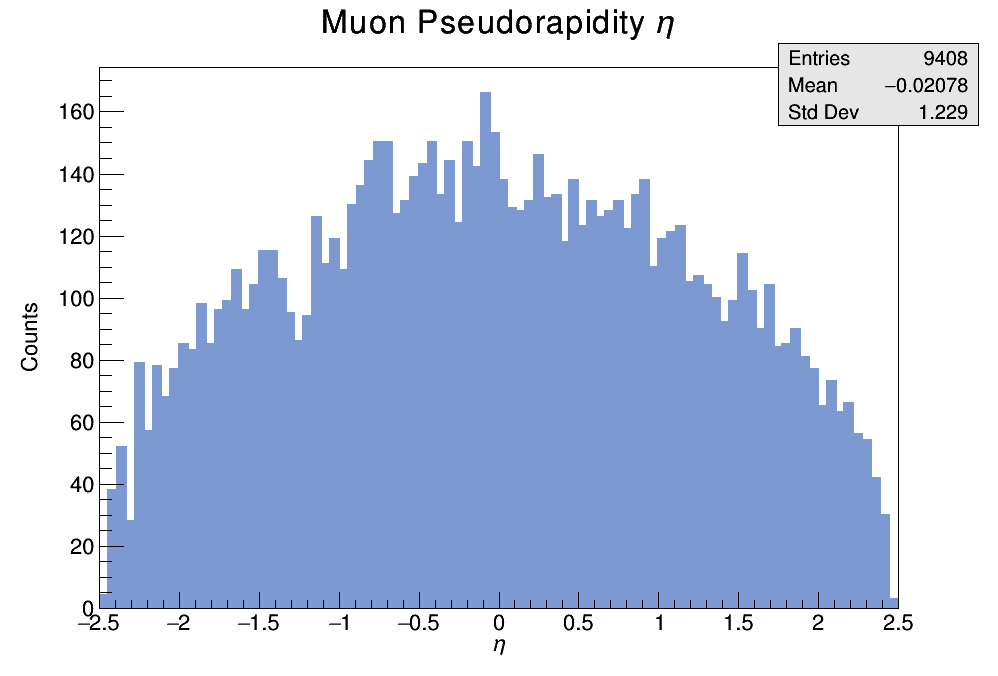 Muon Pseudorapidity η
Entries 9408
Mean −0.02078
Std Dev 1.229
160
140
120
100
80
60
40
20
0
Counts
−2.5 −2 −1.5 −1 −0.5 0 0.5 1 1.5 2 2.5
η